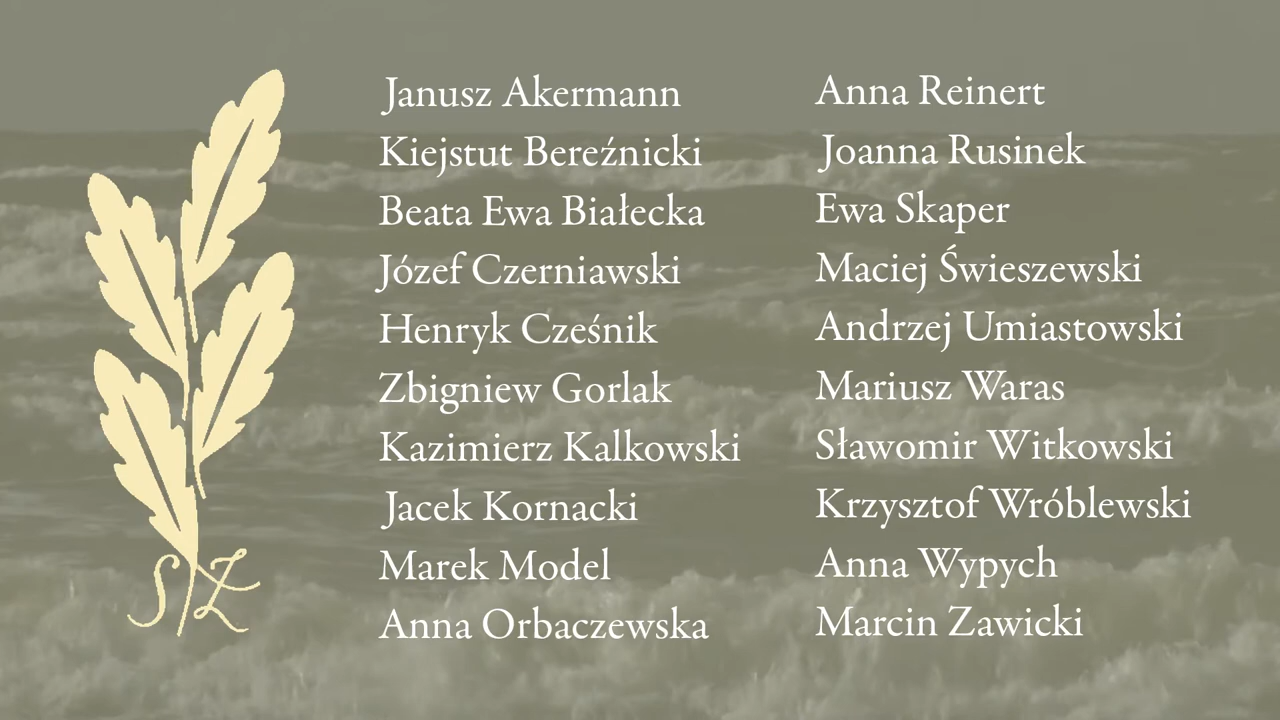 Janusz Akermann
Kiejstut Bereźnicki
Beata Ewa Białecka
Józef Czerniawski
Henryk Cześnik
Zbigniew Gorlak
Kazimierz Kalkowski
Jacek Kornacki
Marek Model
Anna Orbaczewska
Anna Reinert
Joanna Rusinek
Ewa Skaper
Maciej Świeszewski
Andrzej Umiastowski
Mariusz Waras
Sławomir Witkowski
Krzysztof Wróblewski
Anna Wypych
Marcin Zawicki
SZ